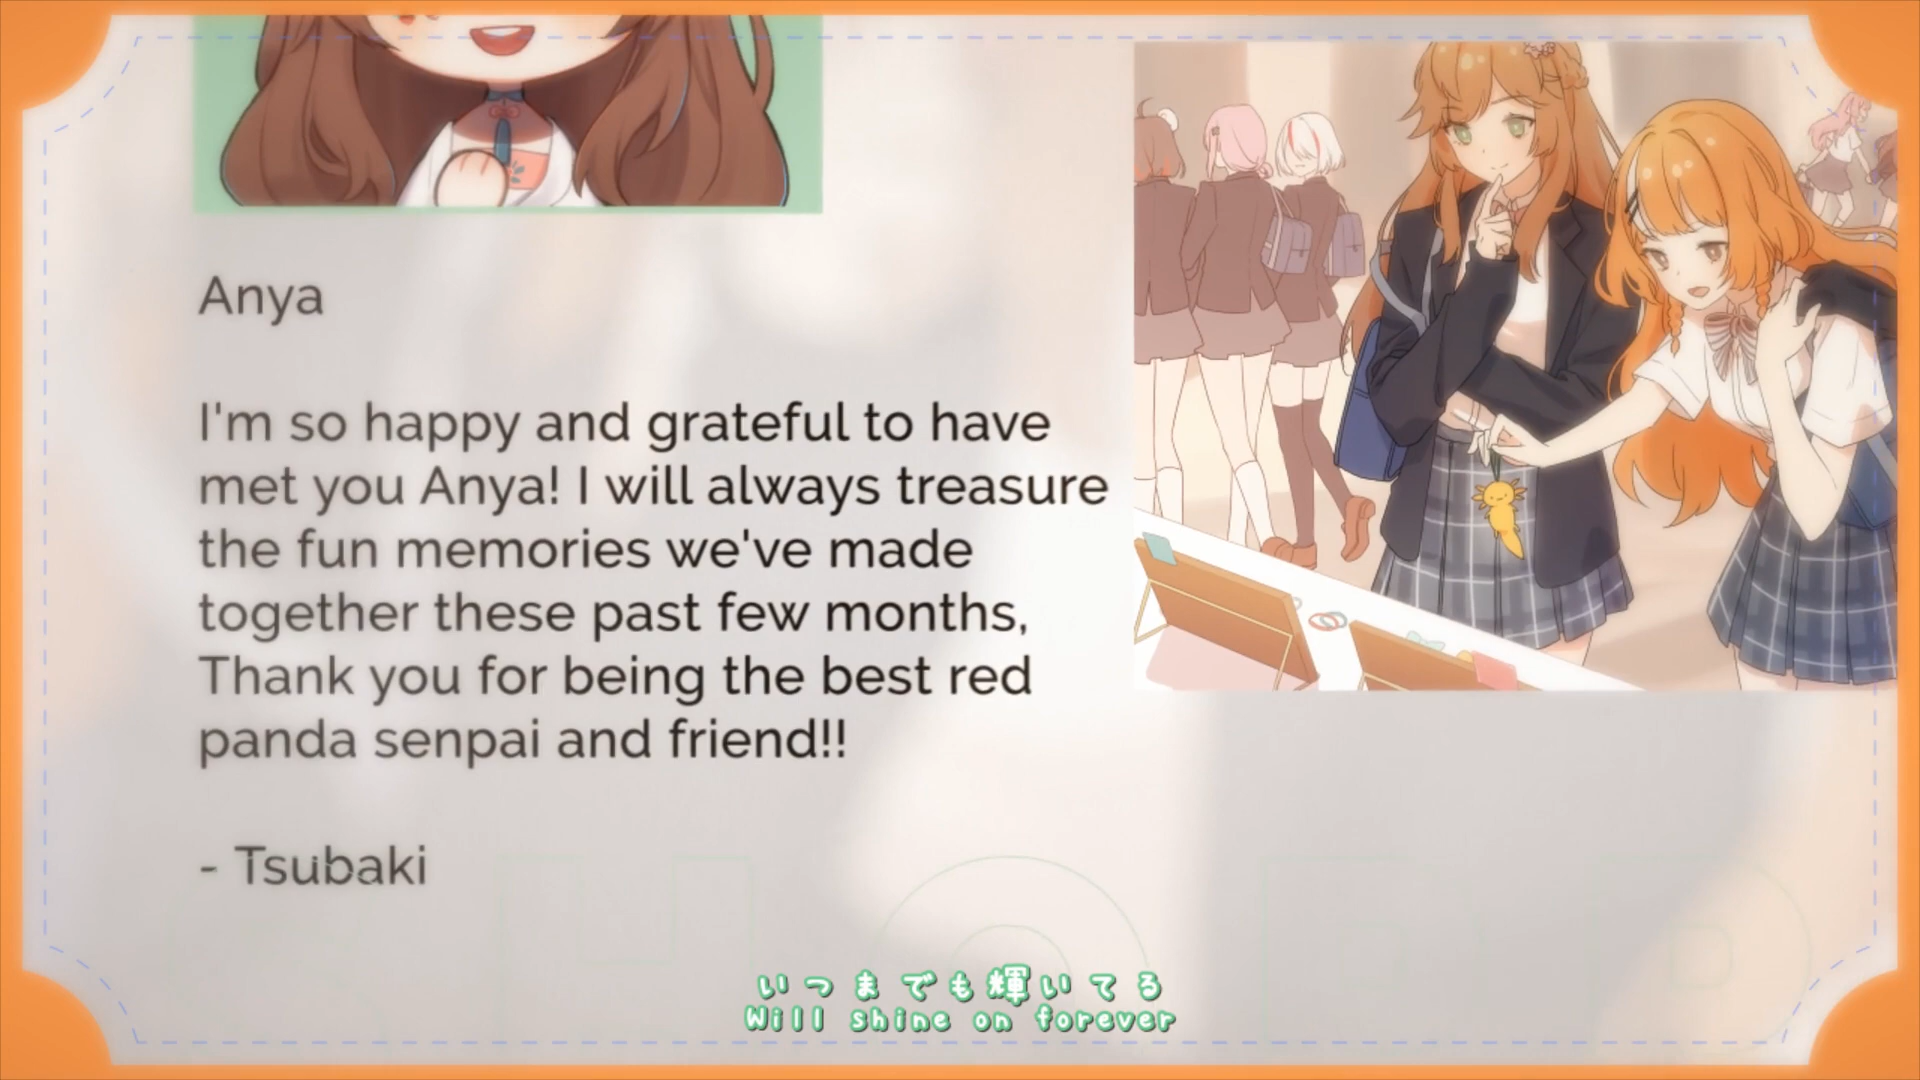 Anya
I'm so happy and grateful to have
met you Anya! I will always treasure
the fun memories we've made
together these past few months,
Thank you for being the best red
panda senpai and friend!!
- Tsubaki
いつまでも輝いてる
Will shine on forever